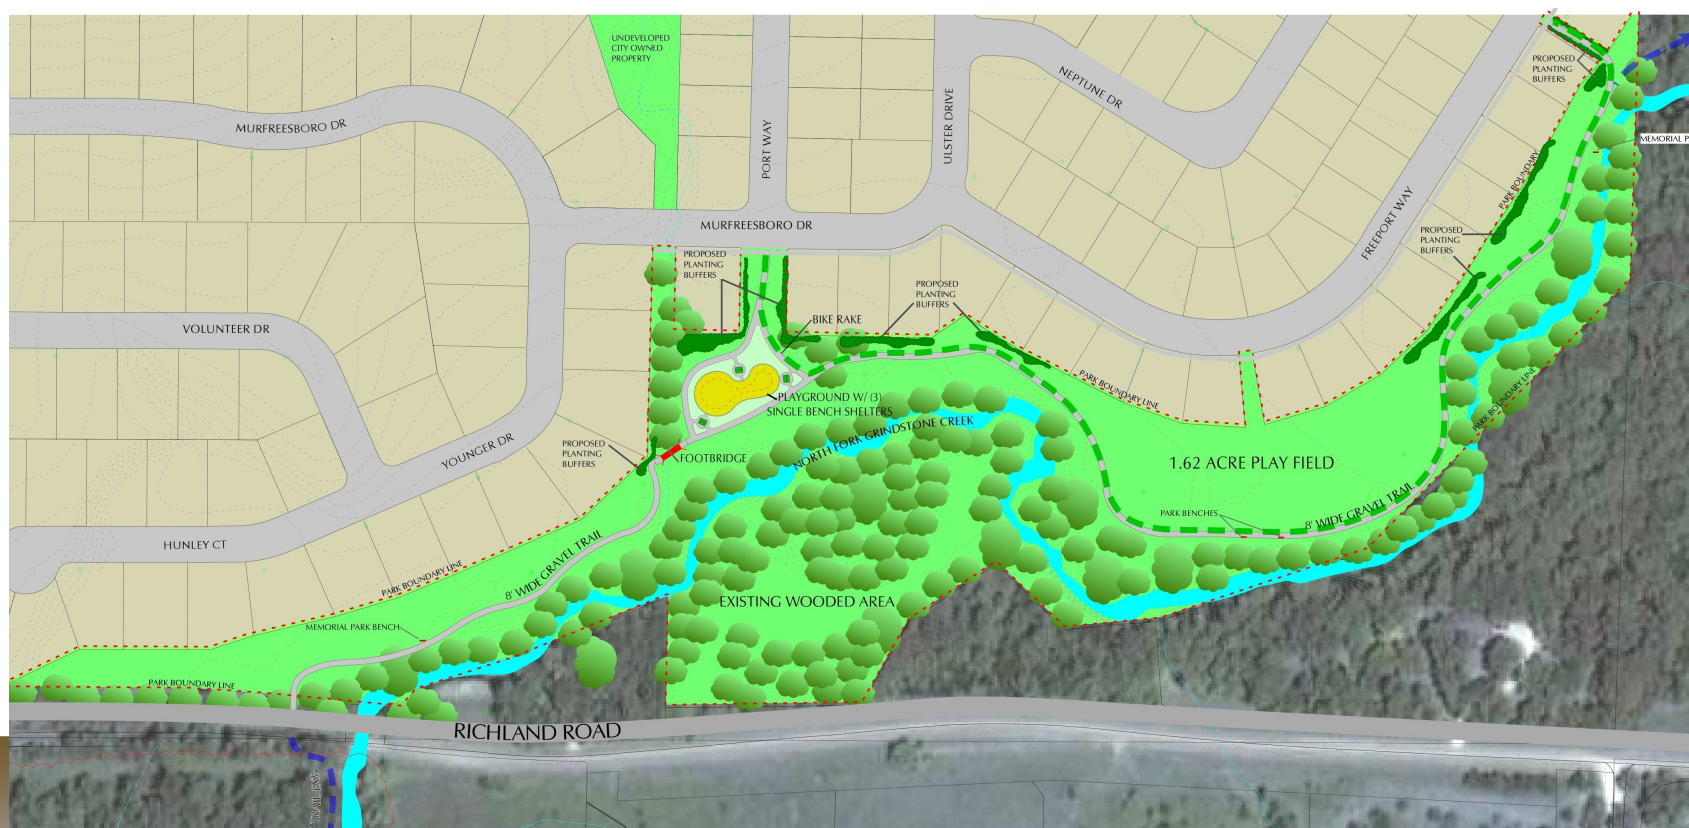 UNDEVELOPED
CITY OWNED
PROPERTY
PROPOSED
PLANTING
BUFFERS
NEPTUNE DR
MURFREESBORO DR
PORT WAY
ULSTER DRIVE
MEMORIAL P
PARK BOUNDARY
FREEPORT WAY
MURFREESBORO DR
PROPOSED
PLANTING
BUFFERS
PROPOSED
PLANTING
BUFFERS
PROPOSED
PLANTING
BUFFERS
VOLUNTEER DR
BIKE RAKE
PARK BOUNDARY LINE
PARK BOUNDARY LINE
PLAYGROUND W/ (3)
SINGLE BENCH SHELTERS
NORTH FORK GRINDSTONE CREEK
YOUNGER DR
PROPOSED
PLANTING
BUFFERS
FOOTBRIDGE
1.62 ACRE PLAY FIELD
PARK BENCHES
8' WIDE GRAVEL TRAIL
HUNLEY CT
8' WIDE GRAVEL TRAIL
PARK BOUNDARY LINE
EXISTING WOODED AREA
MEMORIAL PARK BENCH
PARK BOUNDARY LINE
RICHLAND ROAD